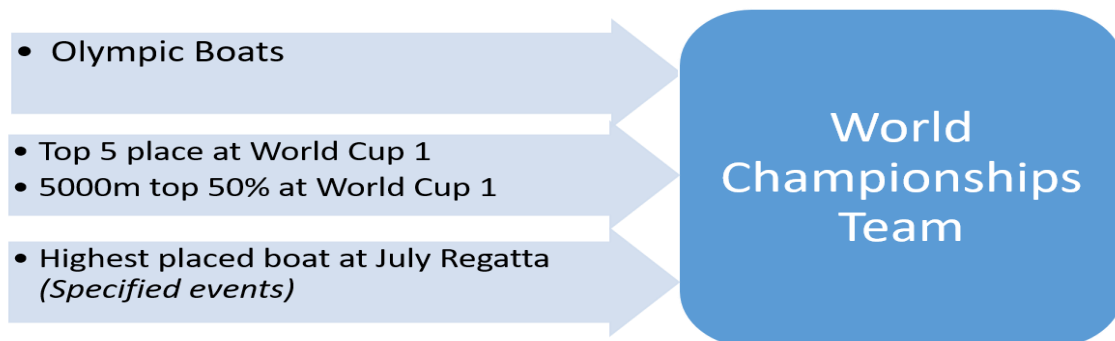 • Olympic Boats
• Top 5 place at World Cup 1
• 5000m top 50% at World Cup 1
• Highest placed boat at July Regatta
(Specified events)
World
Championships
Team